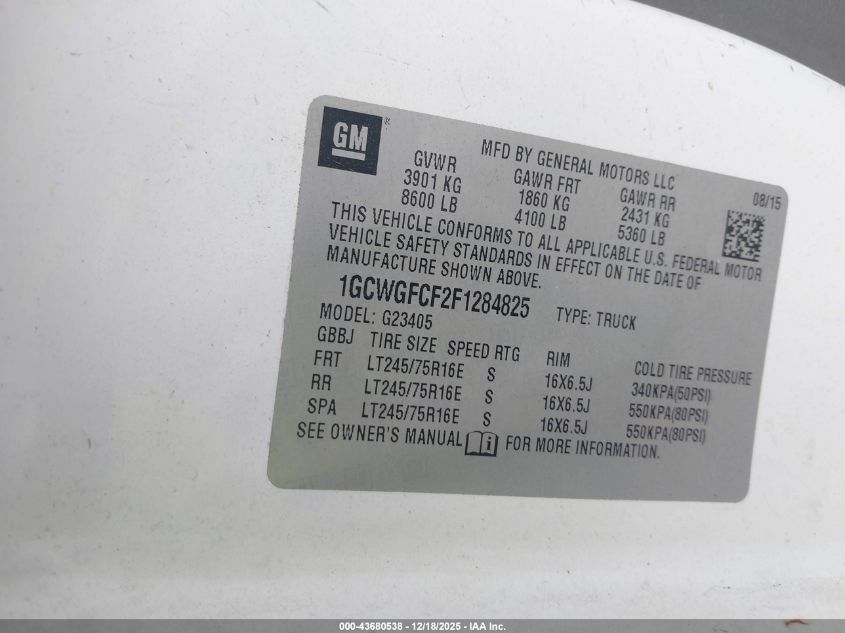 GM
®
MFD BY GENERAL MOTORS LLC
08/15
GVWR GAWR FRT GAWR RR
3901 KG 1860 KG 2431 KG
8600 LB 4100 LB 5360 LB
THIS VEHICLE CONFORMS TO ALL APPLICABLE U.S. FEDERAL MOTOR
VEHICLE SAFETY STANDARDS IN EFFECT ON THE DATE OF
MANUFACTURE SHOWN ABOVE.
1GCWGFCF2F1284825 TYPE: TRUCK
MODEL: G23405
GBBJ TIRE SIZE SPEED RTG RIM COLD TIRE PRESSURE
FRT LT245/75R16E S 16X6.5J 340KPA(50PSI)
RR LT245/75R16E S 16X6.5J 550KPA(80PSI)
SPA LT245/75R16E S 16X6.5J 550KPA(80PSI)
SEE OWNER'S MANUAL i FOR MORE INFORMATION.
000-43680538 - 12/18/2025 - IAA Inc.